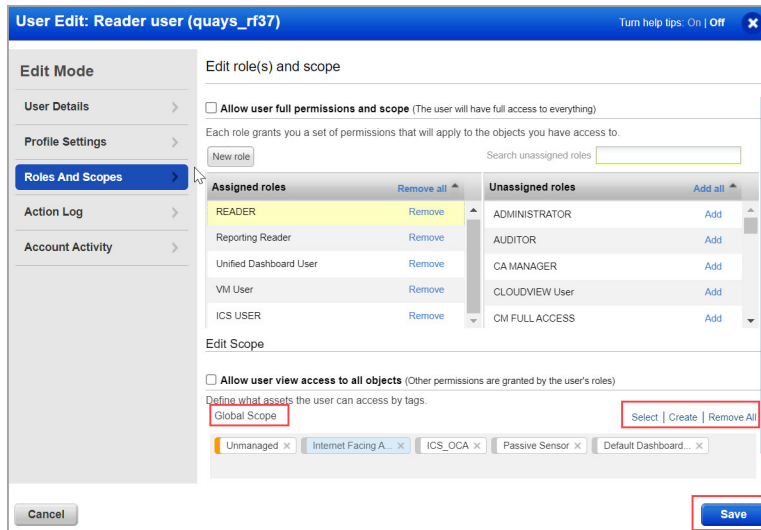 User Edit: Reader user (quays_rf37) Turn help tips: On | Off
Edit Mode
User Details
Profile Settings
Roles And Scopes
Action Log
Account Activity
Edit role(s) and scope
Allow user full permissions and scope (The user will have full access to everything)
Each role grants you a set of permissions that will apply to the objects you have access to.
New role Search unassigned roles
Assigned roles Remove all Unassigned roles Add all
READER Remove ADMINISTRATOR Add
Reporting Reader Remove AUDITOR Add
Unified Dashboard User Remove CA MANAGER Add
VM User Remove CLOUDVIEW User Add
ICS USER Remove CM FULL ACCESS Add
Edit Scope
Allow user view access to all objects (Other permissions are granted by the user's roles)
Define what assets the user can access by tags.
Global Scope Select | Create | Remove All
Unmanaged Internet Facing A... ICS_OCA Passive Sensor Default Dashboard...
Cancel Save